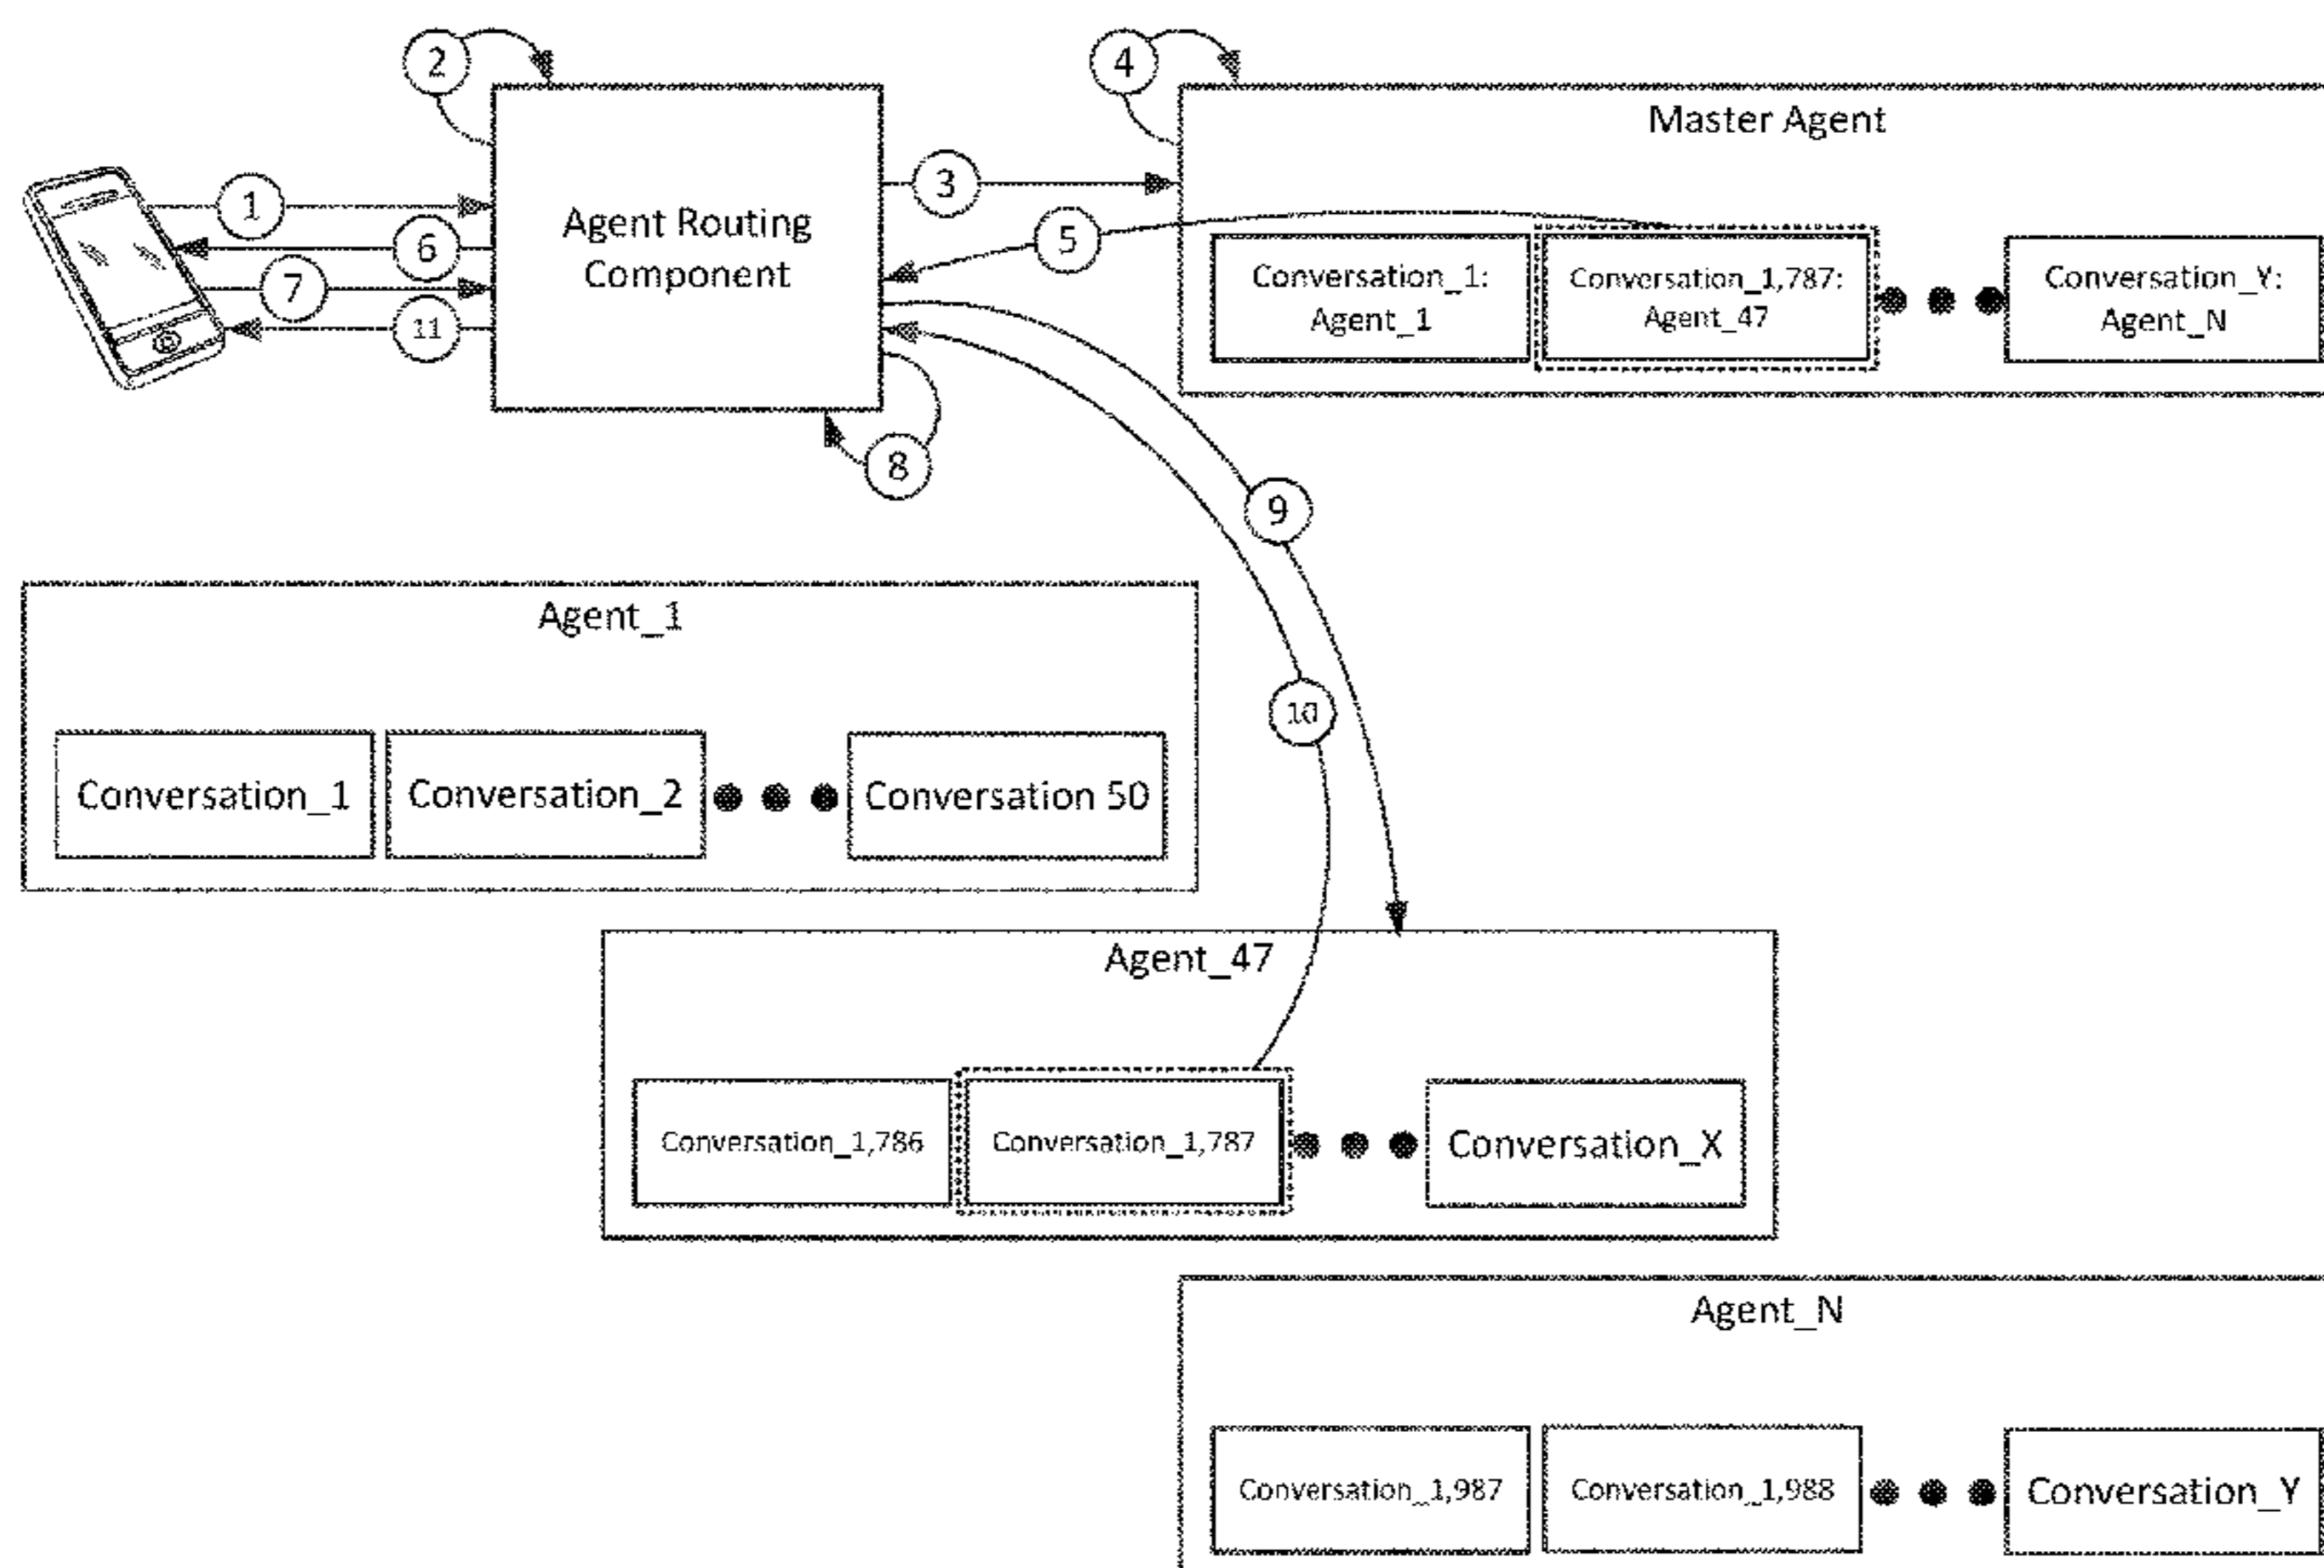 2
4
Master Agent
1
3
Agent Routing
Component
6
5
7
11
Conversation_1:
Agent_1
Conversation_1,787:
Agent_47
Conversation_Y:
Agent_N
8
9
10
Agent_1
Conversation_1
Conversation_2
Conversation 50
Agent_47
Conversation_1,786
Conversation_1,787
Conversation_X
Agent_N
Conversation_1,987
Conversation_1,988
Conversation_Y